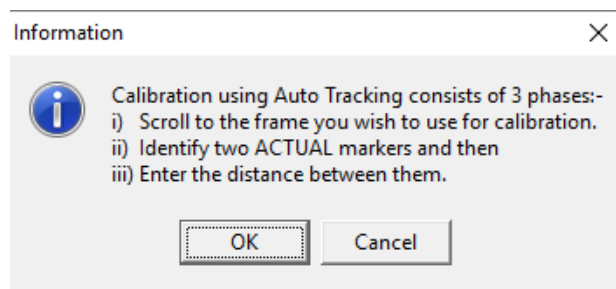 Information
Calibration using Auto Tracking consists of 3 phases:-
i) Scroll to the frame you wish to use for calibration.
ii) Identify two ACTUAL markers and then
iii) Enter the distance between them.
OK Cancel